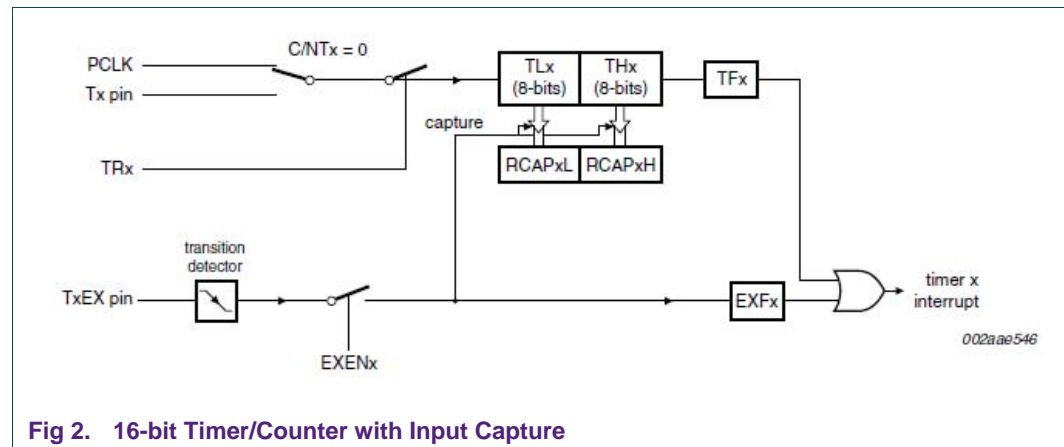 C/NTx = 0
PCLK
Tx pin
TLx
(8-bits)
THx
(8-bits)
TFx
capture
TRx
RCAPxL
RCAPxH
transition
detector
TxEX pin
EXENx
EXFx
timer x
interrupt
002aae546
Fig 2. 16-bit Timer/Counter with Input Capture